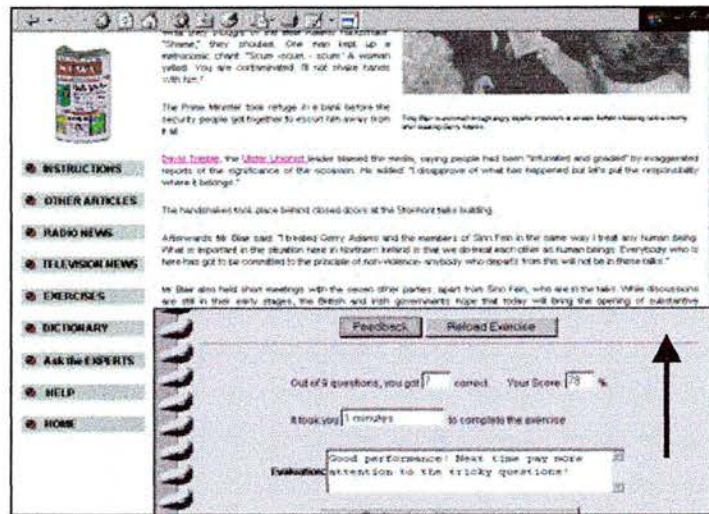 "Shame," they shouted. One man kept up a
metronomic chant: "Scum -scum - scum." A woman
yelled: You are contaminated. I'll not shake hands
with him."
The Prime Minister took refuge in a bank before the
security people got together to escort him away from
it all.
David Trimble, the Ulster Unionist leader blamed the media, saying people had been "infuriated and goaded" by exaggerated
reports of the significance of the occasion. He added: "I disapprove of what has happened but let's put the responsibility
where it belongs."
The handshakes took place behind closed doors at the Stormont talks building.
Afterwards Mr Blair said: "I treated Gerry Adams and the members of Sinn Fein in the same way I treat any human being.
What is important in the situation here in Northern Ireland is that we do treat each other as human beings. Everybody who is
here has got to be committed to the principle of non-violence- anybody who departs from this will not be in these talks."
Mr Blair also held short meetings with the seven other parties, apart from Sinn Fein, who are in the talks. While discussions
are still in their early stages, the British and Irish governments hope that today will bring the opening of substantive
INSTRUCTIONS
OTHER ARTICLES
RADIO NEWS
TELEVISION NEWS
EXERCISES
DICTIONARY
Ask the EXPERTS
HELP
HOME
Feedback
Reload Exercise
Out of 9 questions, you got 7 correct. Your Score: 78 %
It took you 1 minutes to complete the exercise
Evaluation: Good performance! Next time pay more
attention to the tricky questions!